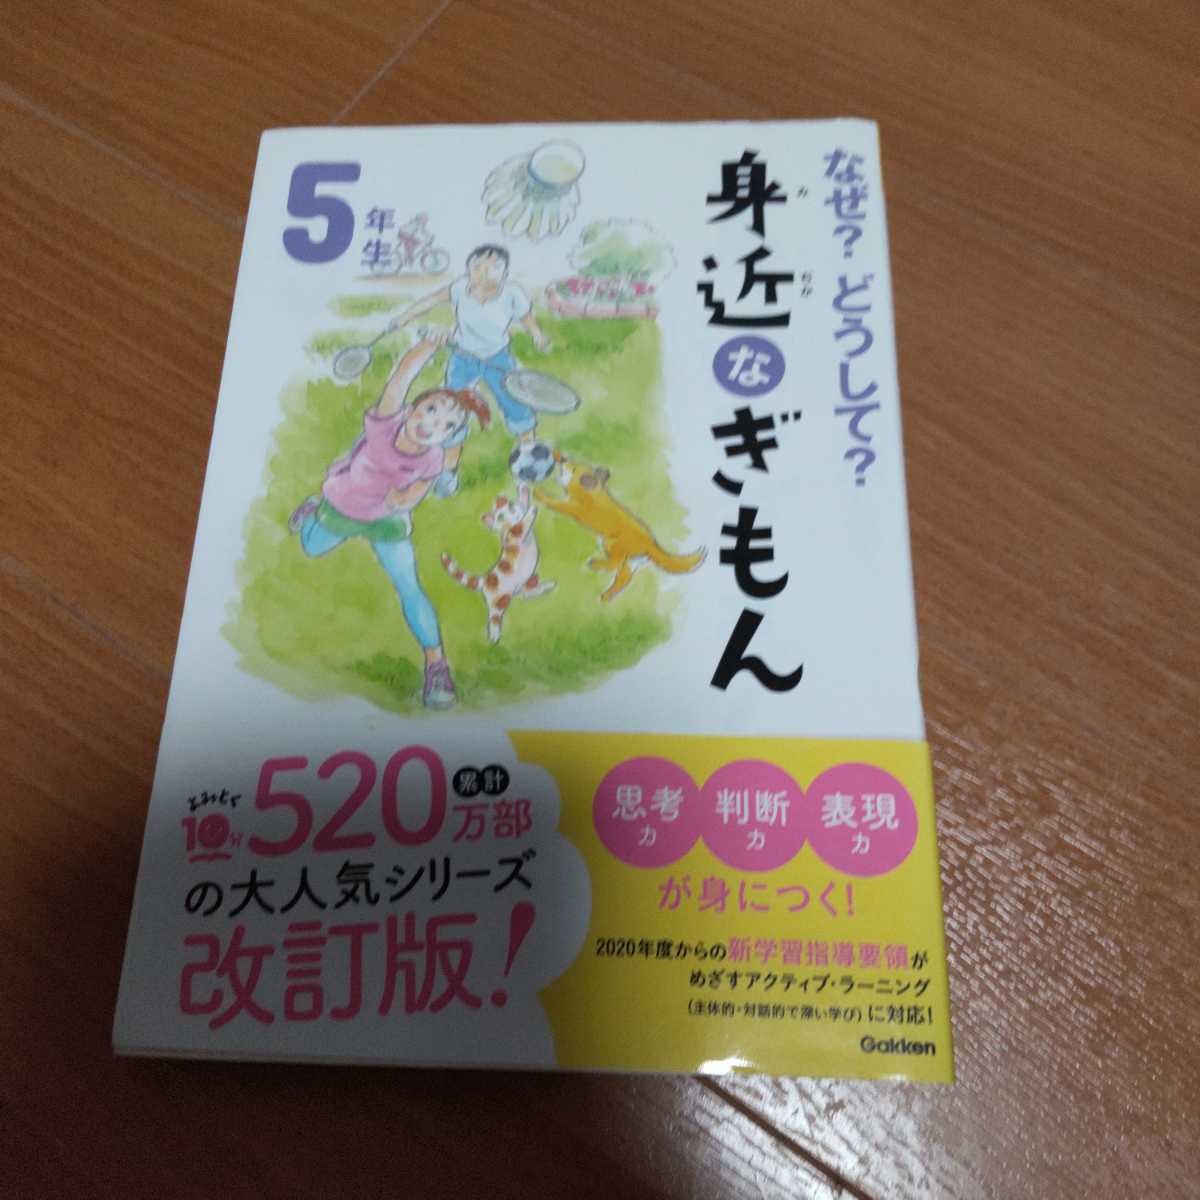 なぜ? どうして?
身近なぎもん
みぢか
5年生
よみとく
10分
累計
520万部
の大人気シリーズ
改訂版!
思考力
判断力
表現力
が身につく!
2020年度からの新学習指導要領が
めざすアクティブ・ラーニング
(主体的・対話的で深い学び)に対応!
Gakken